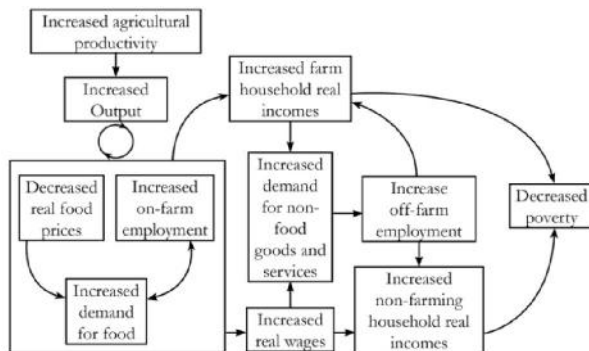 Increased agricultural
productivity
Increased
Output
Decreased
real food
prices
Increased
on-farm
employment
Increased
demand
for food
Increased farm
household real
incomes
Increased
demand
for non-
food
goods and
services
Increased
real wages
Increase
off-farm
employment
Increased
non-farming
household real
incomes
Decreased
poverty